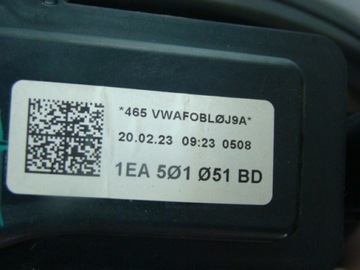 *465 VWAFOBLØJ9A*
20.02.23 09:23 0508
1EA 5Ø1 Ø51 BD